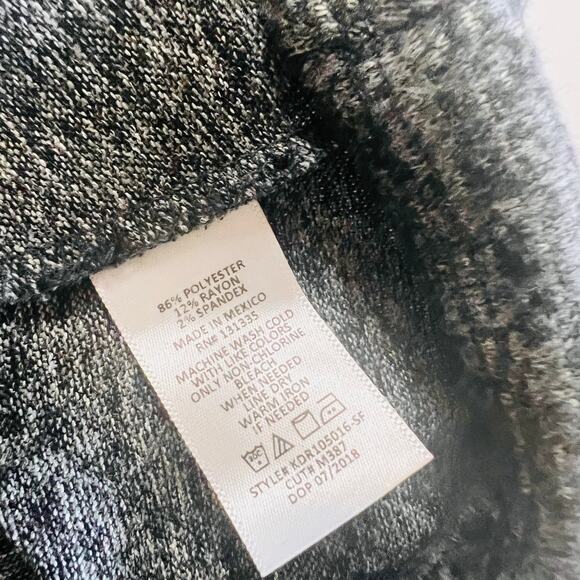 86% POLYESTER
12% RAYON
2% SPANDEX
MADE IN MEXICO
RN# 131335
MACHINE WASH COLD
WITH LIKE COLORS
ONLY NON-CHLORINE
BLEACH
WHEN NEEDED
LINE DRY
WARM IRON
IF NEEDED
STYLE# KDR105016-SF
CUT# M387
DOP 07/2018